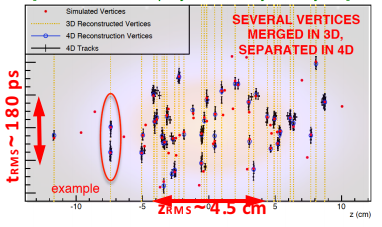 Simulated Vertices
3D Reconstructed Vertices
4D Reconstruction Vertices
4D Tracks
SEVERAL VERTICES
MERGED IN 3D,
SEPARATED IN 4D
tRMS~180 ps
example
zRMS~4.5 cm
-10
-5
0
5
10
z (cm)